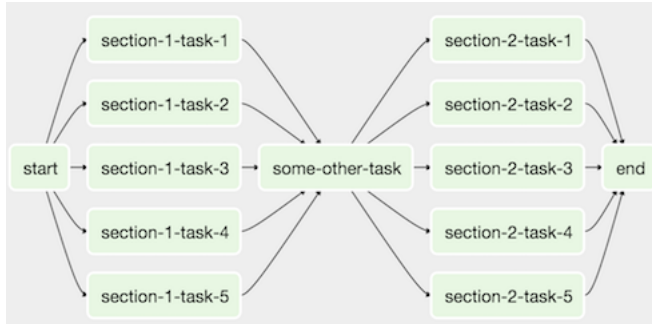 section-1-task-1
section-2-task-1
section-1-task-2
section-2-task-2
start
section-1-task-3
some-other-task
section-2-task-3
end
section-1-task-4
section-2-task-4
section-1-task-5
section-2-task-5